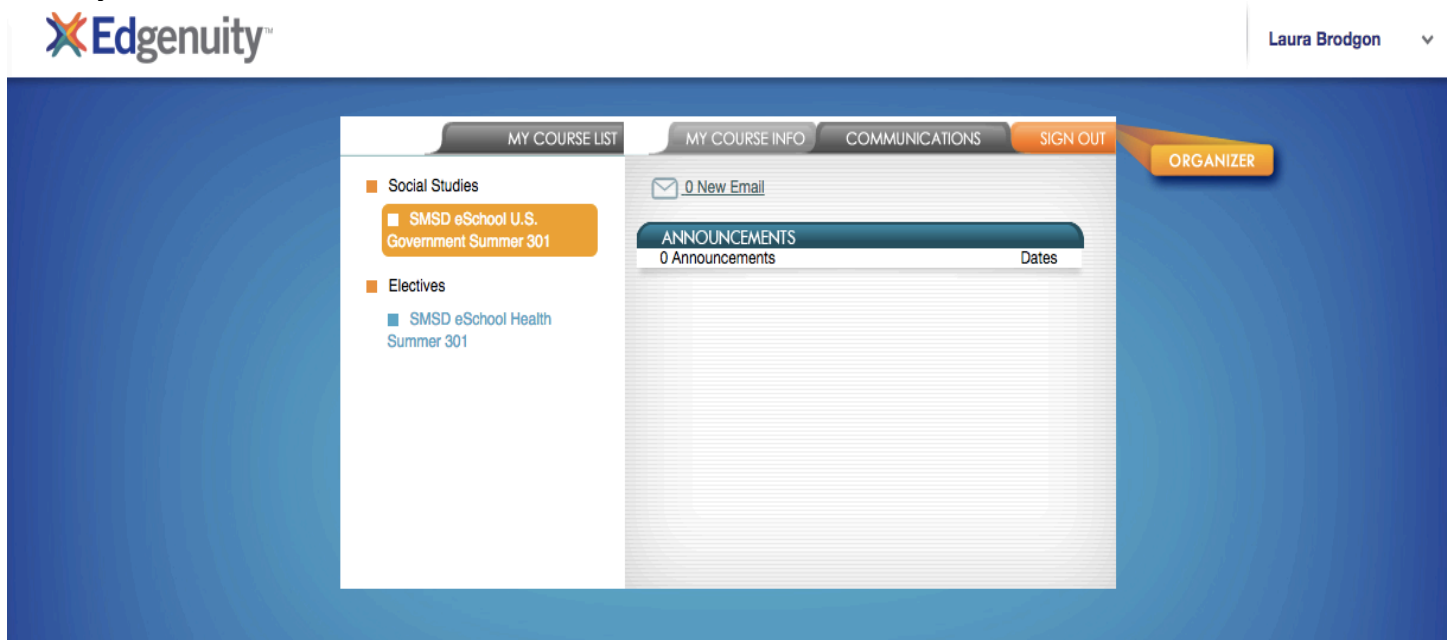 Edgenuity™
Laura Brodgon
MY COURSE LIST
MY COURSE INFO
COMMUNICATIONS
SIGN OUT
ORGANIZER
Social Studies
SMSD eSchool U.S.
Government Summer 301
Electives
SMSD eSchool Health
Summer 301
0 New Email
ANNOUNCEMENTS
0 Announcements Dates